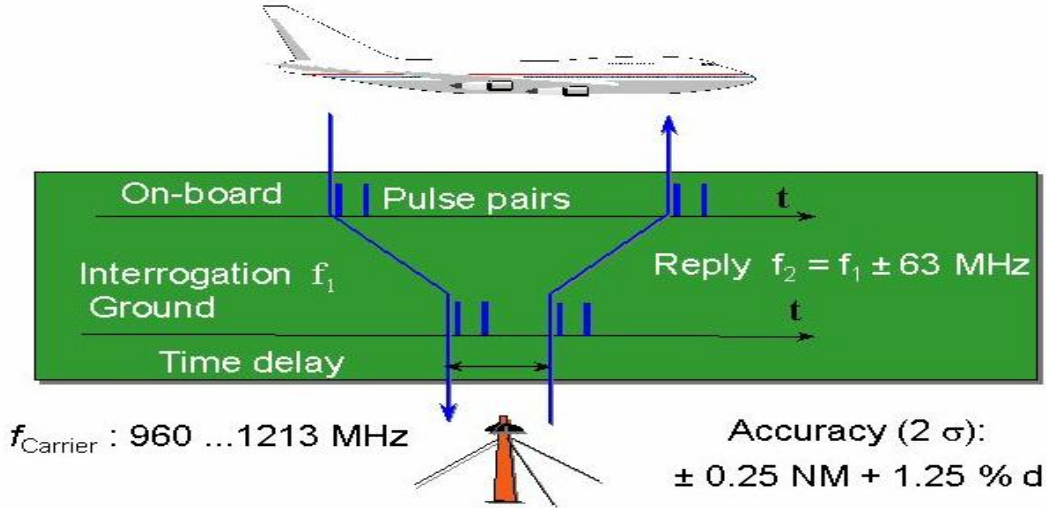 On-board Pulse pairs t
Interrogation f₁ Reply f₂ = f₁ ± 63 MHz
Ground t
Time delay
f_Carrier : 960 ...1213 MHz
Accuracy (2 σ):
± 0.25 NM + 1.25 % d